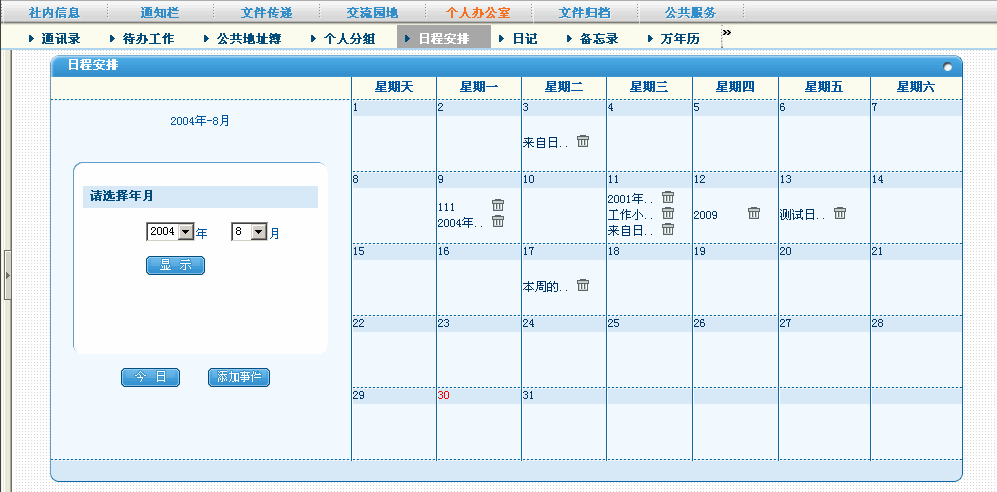 社内信息 通知栏 文件传递 交流园地 个人办公室 文件归档 公共服务
通讯录 待办工作 公共地址簿 个人分组 日程安排 日记 备忘录 万年历 »
日程安排
星期天 星期一 星期二 星期三 星期四 星期五 星期六
2004年-8月
请选择年月
2004 年 8 月
显 示
今 日 添加事件
1 2 3 4 5 6 7
来自日..
8 9 10 11 12 13 14
111
2004年..
2001年..
工作小..
来自日..
2009
测试日..
15 16 17 18 19 20 21
本周的..
22 23 24 25 26 27 28
29 30 31